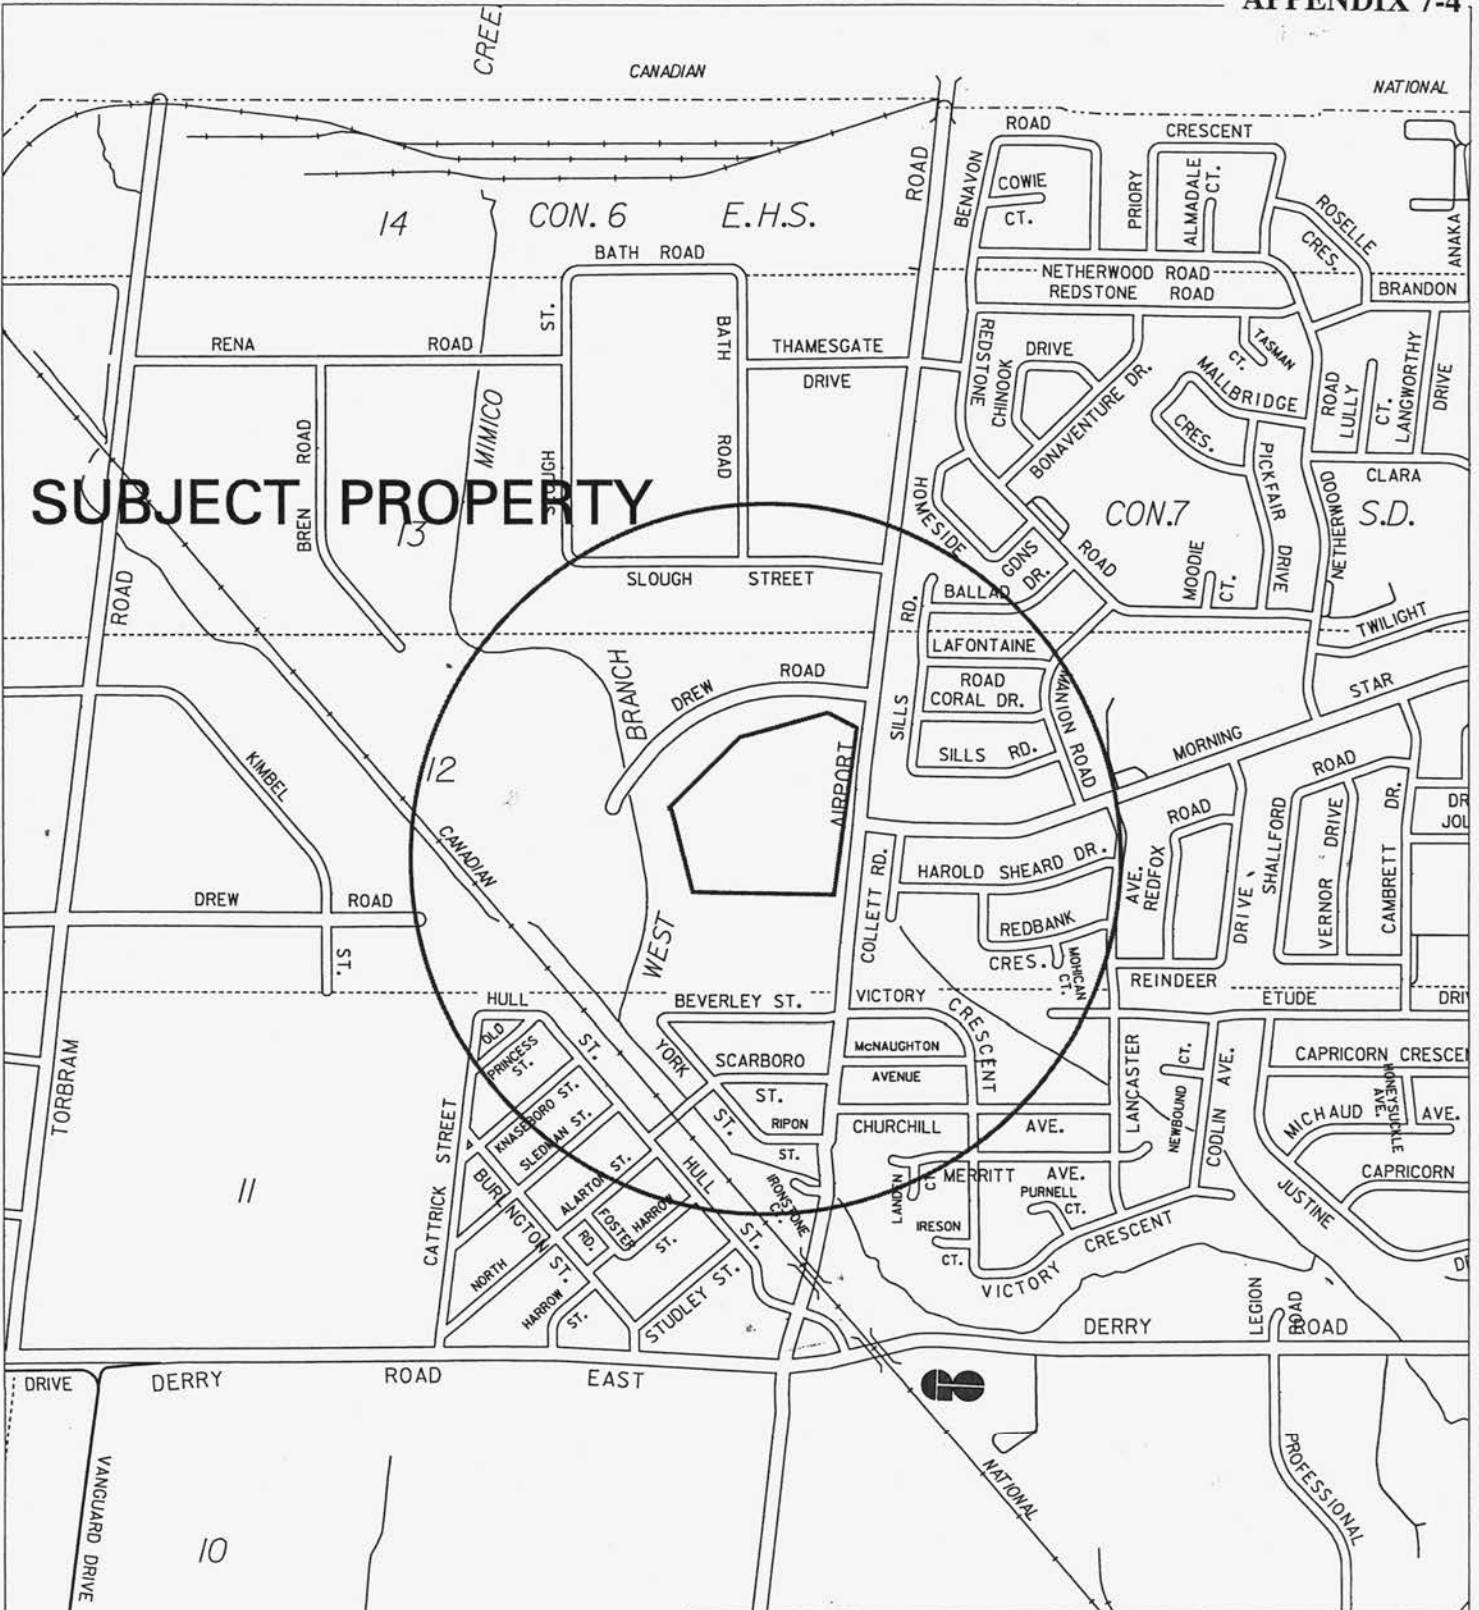 APPENDIX 7-4
CREE
CANADIAN
NATIONAL
ROAD
CRESCENT
ROAD
BENAVON
COWIE
CT.
PRIORY
ALMADALE
CT.
ROSELLE
CRES.
ANAKA
14
CON. 6
E.H.S.
BATH ROAD
NETHERWOOD ROAD
REDSTONE ROAD
BRANDON
ST.
BATH
RENA ROAD
THAMESGATE
DRIVE
REDSTONE
CHINOOK
DRIVE
BONAVENTURE DR.
TASMAN
CT.
MALLBRIDGE
CRES.
ROAD
LULLY
CT.
LANGWORTHY
DRIVE
MIMICO
BREN ROAD
ROAD
PICKFAIR
DRIVE
CLARA
SUBJECT PROPERTY
13
SLOUGH
HOMESIDE
GDNS
CON.7
S.D.
NETHERWOOD
ROAD
SLOUGH STREET
ROAD
RD.
BALLAD
DR.
MOODIE
CT.
TWILIGHT
LAFONTAINE
ROAD
CORAL DR.
BRANCH
DREW
ROAD
SILLS
MANION ROAD
STAR
MORNING
SILLS RD.
12
KIMBEL
AIRPORT
ROAD
DR.
DR
JOL
CANADIAN
ROAD
SHALLFORD
VERNOR DRIVE
CAMBRETT
COLLETT RD.
HAROLD SHEARD DR.
AVE.
REDFOX
DRIVE
DREW ROAD
ST.
WEST
REDBANK
CRES.
MOHICAN
CT.
REINDEER
HULL
BEVERLEY ST.
VICTORY
CRESCENT
ETUDE
DRI
OLD
PRINCESS
ST.
ST.
YORK
SCARBORO
ST.
McNAUGHTON
AVENUE
CAPRICORN CRESCE
TORBRAM
CATTRICK STREET
KNASEBORO ST.
SLEDMAN ST.
ST.
RIPON
ST.
CHURCHILL AVE.
LANCASTER
NEWBOUND
CT.
CODLIN AVE.
MICHAUD AVE.
HONEYSUCKLE
AVE.
11
BURLINGTON ST.
ALARTON ST.
HULL
ST.
IRONSTONE
CT.
LANDEN
CT.
MERRITT AVE.
PURNELL
CT.
CAPRICORN
JUSTINE
FOSTER
RD.
HARROW
ST.
IRESON
CT.
VICTORY
CRESCENT
NORTH
HARROW
ST.
STUDLEY ST.
LEGION
ROAD
DERRY ROAD
DRIVE
DERRY ROAD EAST
GO
VANGUARD DRIVE
NATIONAL
PROFESSIONAL
10